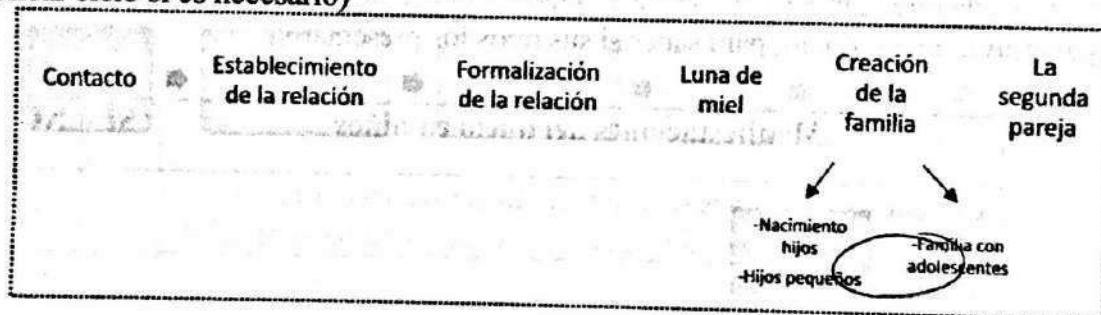 Contacto
Establecimiento
de la relación
Formalización
de la relación
Luna de
miel
Creación
de la
familia
La
segunda
pareja
-Nacimiento
hijos
-Hijos pequeños
-Familia con
adolescentes